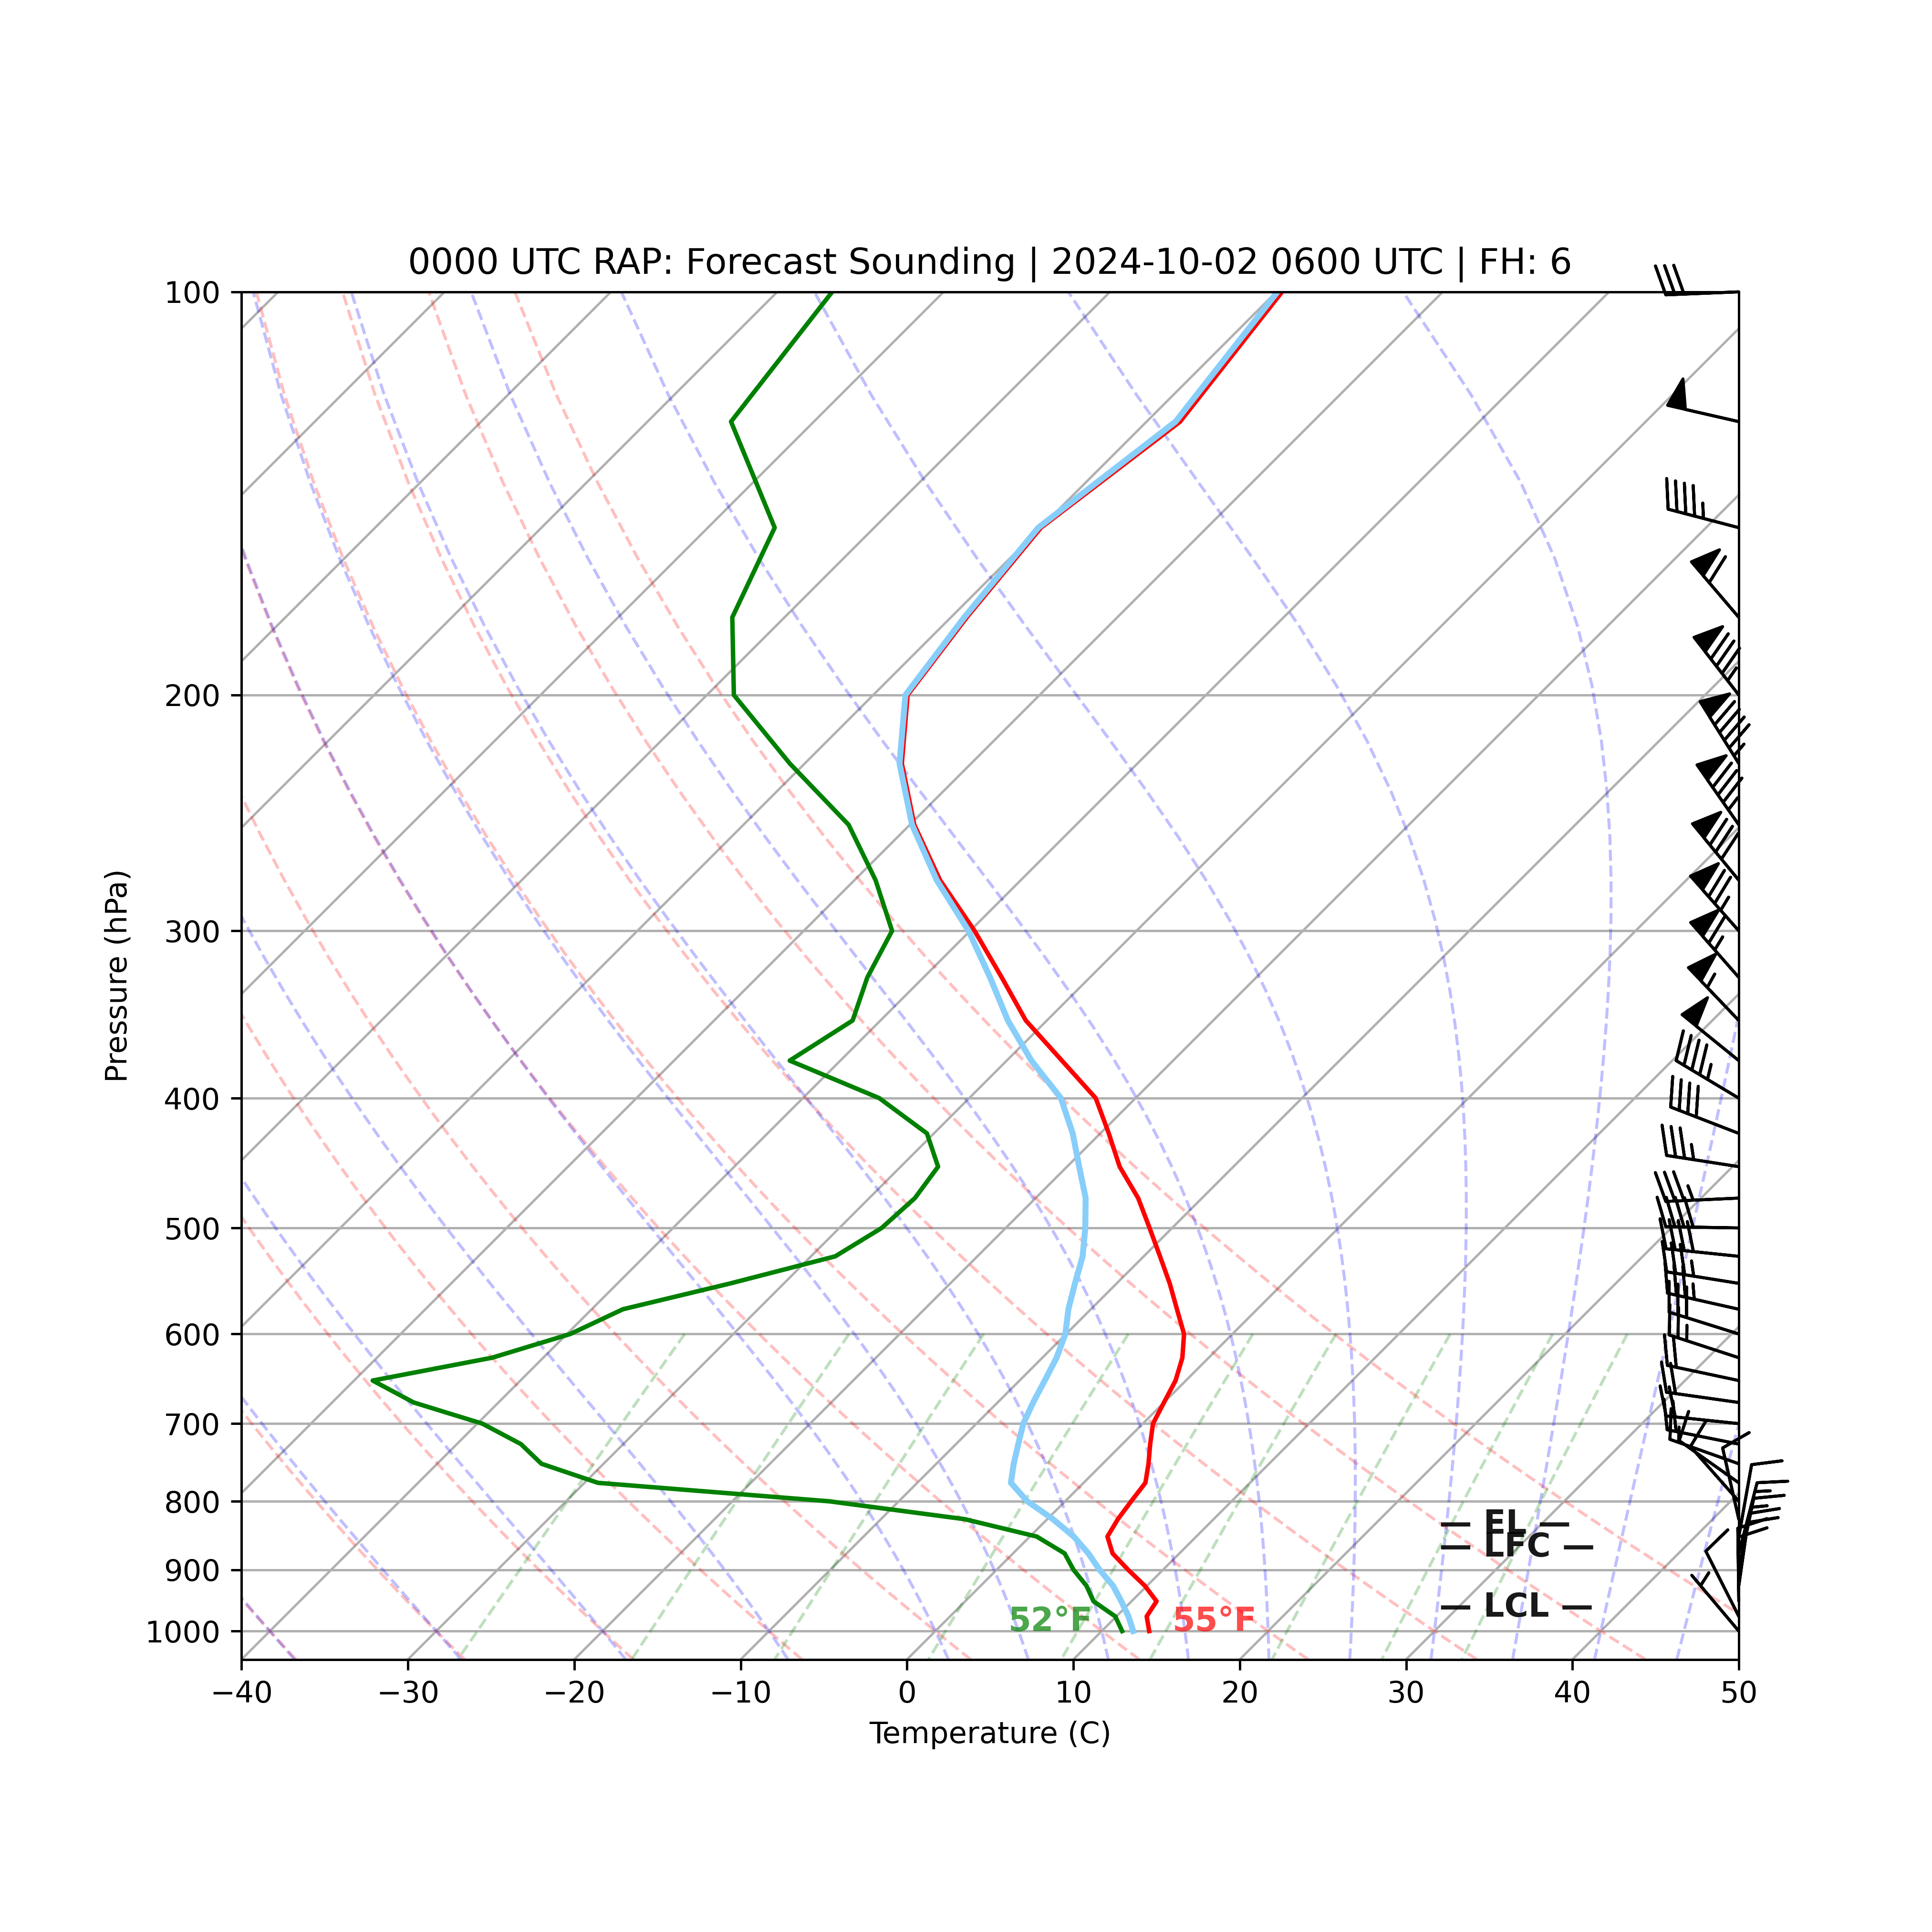 0000 UTC RAP: Forecast Sounding | 2024-10-02 0600 UTC | FH: 6
100
200
300
400
500
600
700
800
900
1000
Pressure (hPa)
— EL —
— LFC —
— LCL —
52°F
55°F
−40
−30
−20
−10
0
10
20
30
40
50
Temperature (C)